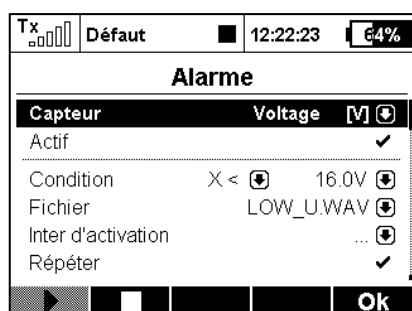 Tx Défaut 12:22:23 64%
Alarme
Capteur Voltage [V]
Actif
Condition X < 16.0V
Fichier LOW_U.WAV
Inter d'activation ...
Répéter
Ok